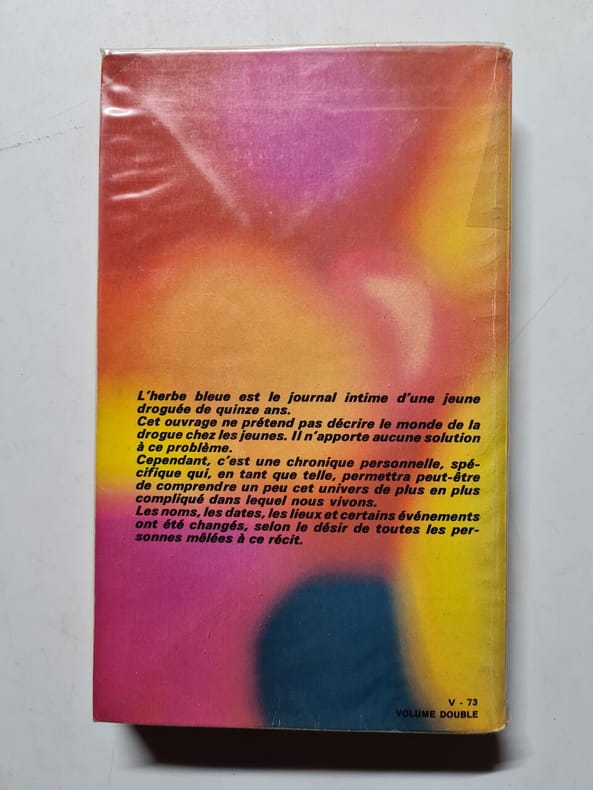 L'herbe bleue est le journal intime d'une jeune
droguée de quinze ans.
Cet ouvrage ne prétend pas décrire le monde de la
drogue chez les jeunes. Il n'apporte aucune solution
à ce problème.
Cependant, c'est une chronique personnelle, spé-
cifique qui, en tant que telle, permettra peut-être
de comprendre un peu cet univers de plus en plus
compliqué dans lequel nous vivons.
Les noms, les dates, les lieux et certains événements
ont été changés, selon le désir de toutes les per-
sonnes mêlées à ce récit.
V - 73
VOLUME DOUBLE